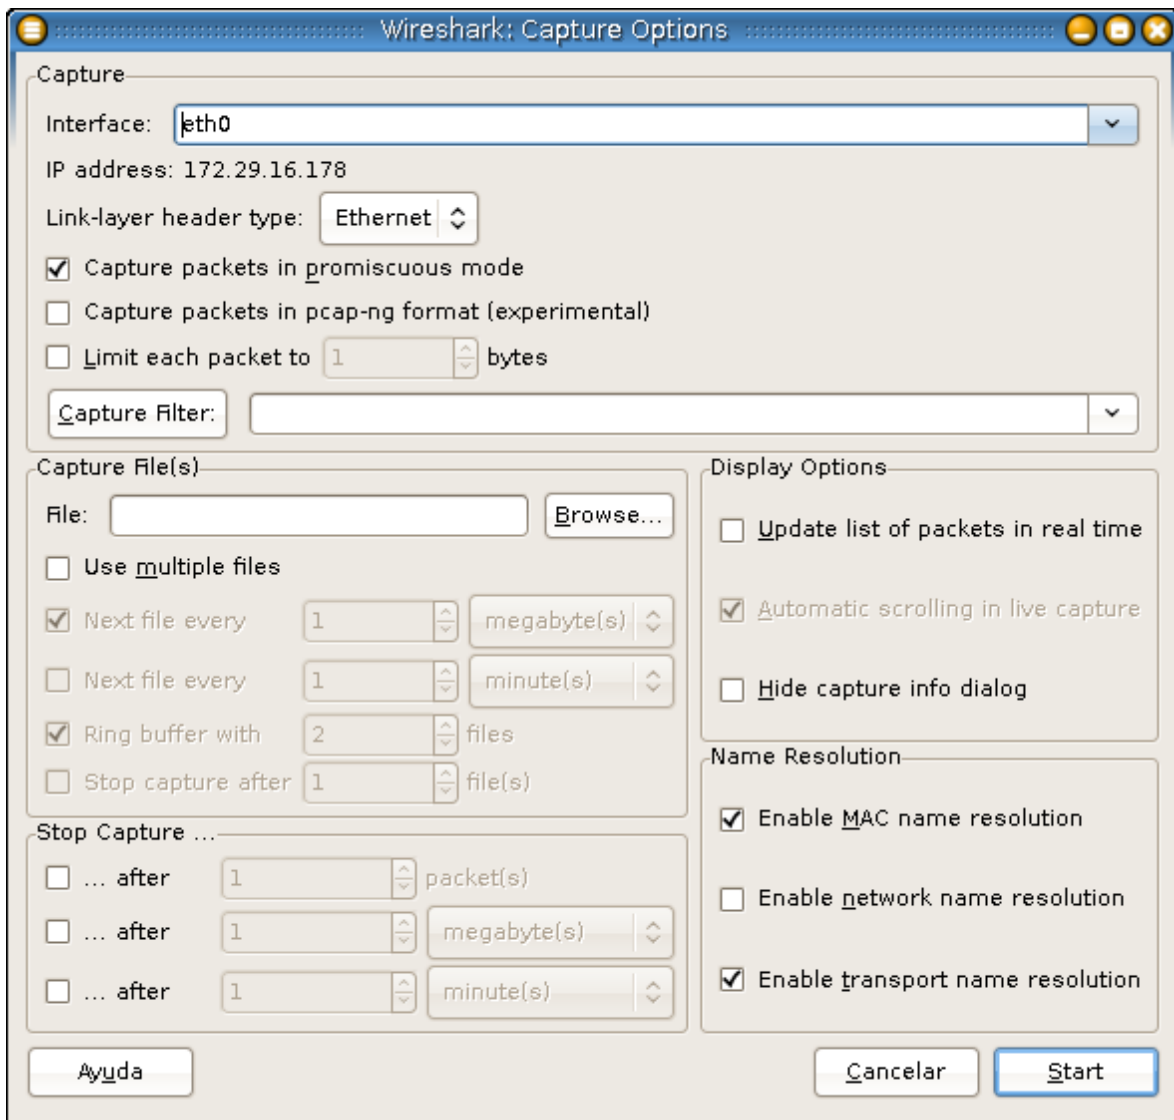 Wireshark: Capture Options
Capture
Interface: eth0
IP address: 172.29.16.178
Link-layer header type: Ethernet
Capture packets in promiscuous mode
Capture packets in pcap-ng format (experimental)
Limit each packet to 1 bytes
Capture Filter:
Capture File(s)
File: Browse...
Use multiple files
Next file every 1 megabyte(s)
Next file every 1 minute(s)
Ring buffer with 2 files
Stop capture after 1 file(s)
Stop Capture ...
... after 1 packet(s)
... after 1 megabyte(s)
... after 1 minute(s)
Display Options
Update list of packets in real time
Automatic scrolling in live capture
Hide capture info dialog
Name Resolution
Enable MAC name resolution
Enable network name resolution
Enable transport name resolution
Ayuda
Cancelar
Start